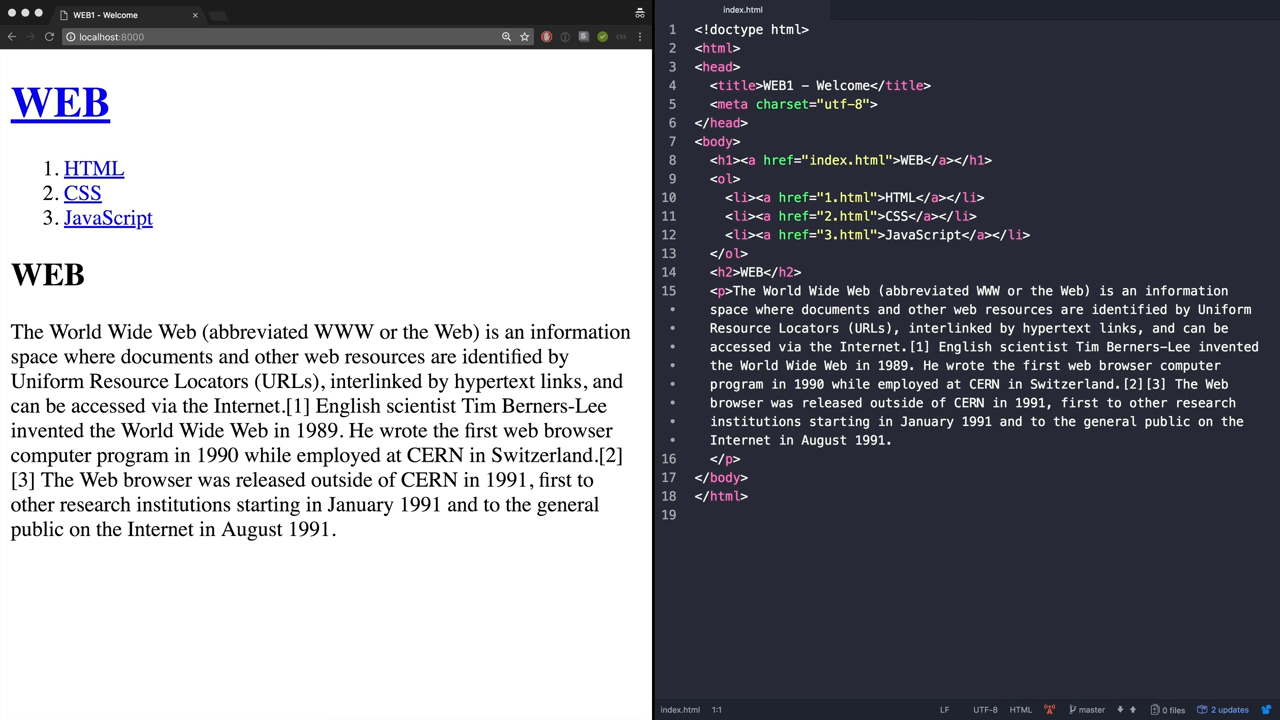 WEB1 - Welcome
localhost:8000
WEB
1. HTML
2. CSS
3. JavaScript
WEB
The World Wide Web (abbreviated WWW or the Web) is an information
space where documents and other web resources are identified by
Uniform Resource Locators (URLs), interlinked by hypertext links, and
can be accessed via the Internet.[1] English scientist Tim Berners-Lee
invented the World Wide Web in 1989. He wrote the first web browser
computer program in 1990 while employed at CERN in Switzerland.[2]
[3] The Web browser was released outside of CERN in 1991, first to
other research institutions starting in January 1991 and to the general
public on the Internet in August 1991.
index.html
1 <!doctype html>
2 <html>
3 <head>
4 <title>WEB1 - Welcome</title>
5 <meta charset="utf-8">
6 </head>
7 <body>
8 <h1><a href="index.html">WEB</a></h1>
9 <ol>
10 <li><a href="1.html">HTML</a></li>
11 <li><a href="2.html">CSS</a></li>
12 <li><a href="3.html">JavaScript</a></li>
13 </ol>
14 <h2>WEB</h2>
15 <p>The World Wide Web (abbreviated WWW or the Web) is an information
• space where documents and other web resources are identified by Uniform
• Resource Locators (URLs), interlinked by hypertext links, and can be
• accessed via the Internet.[1] English scientist Tim Berners-Lee invented
• the World Wide Web in 1989. He wrote the first web browser computer
• program in 1990 while employed at CERN in Switzerland.[2][3] The Web
• browser was released outside of CERN in 1991, first to other research
• institutions starting in January 1991 and to the general public on the
• Internet in August 1991.
16 </p>
17 </body>
18 </html>
19
index.html 1:1 LF UTF-8 HTML master 0 files 2 updates